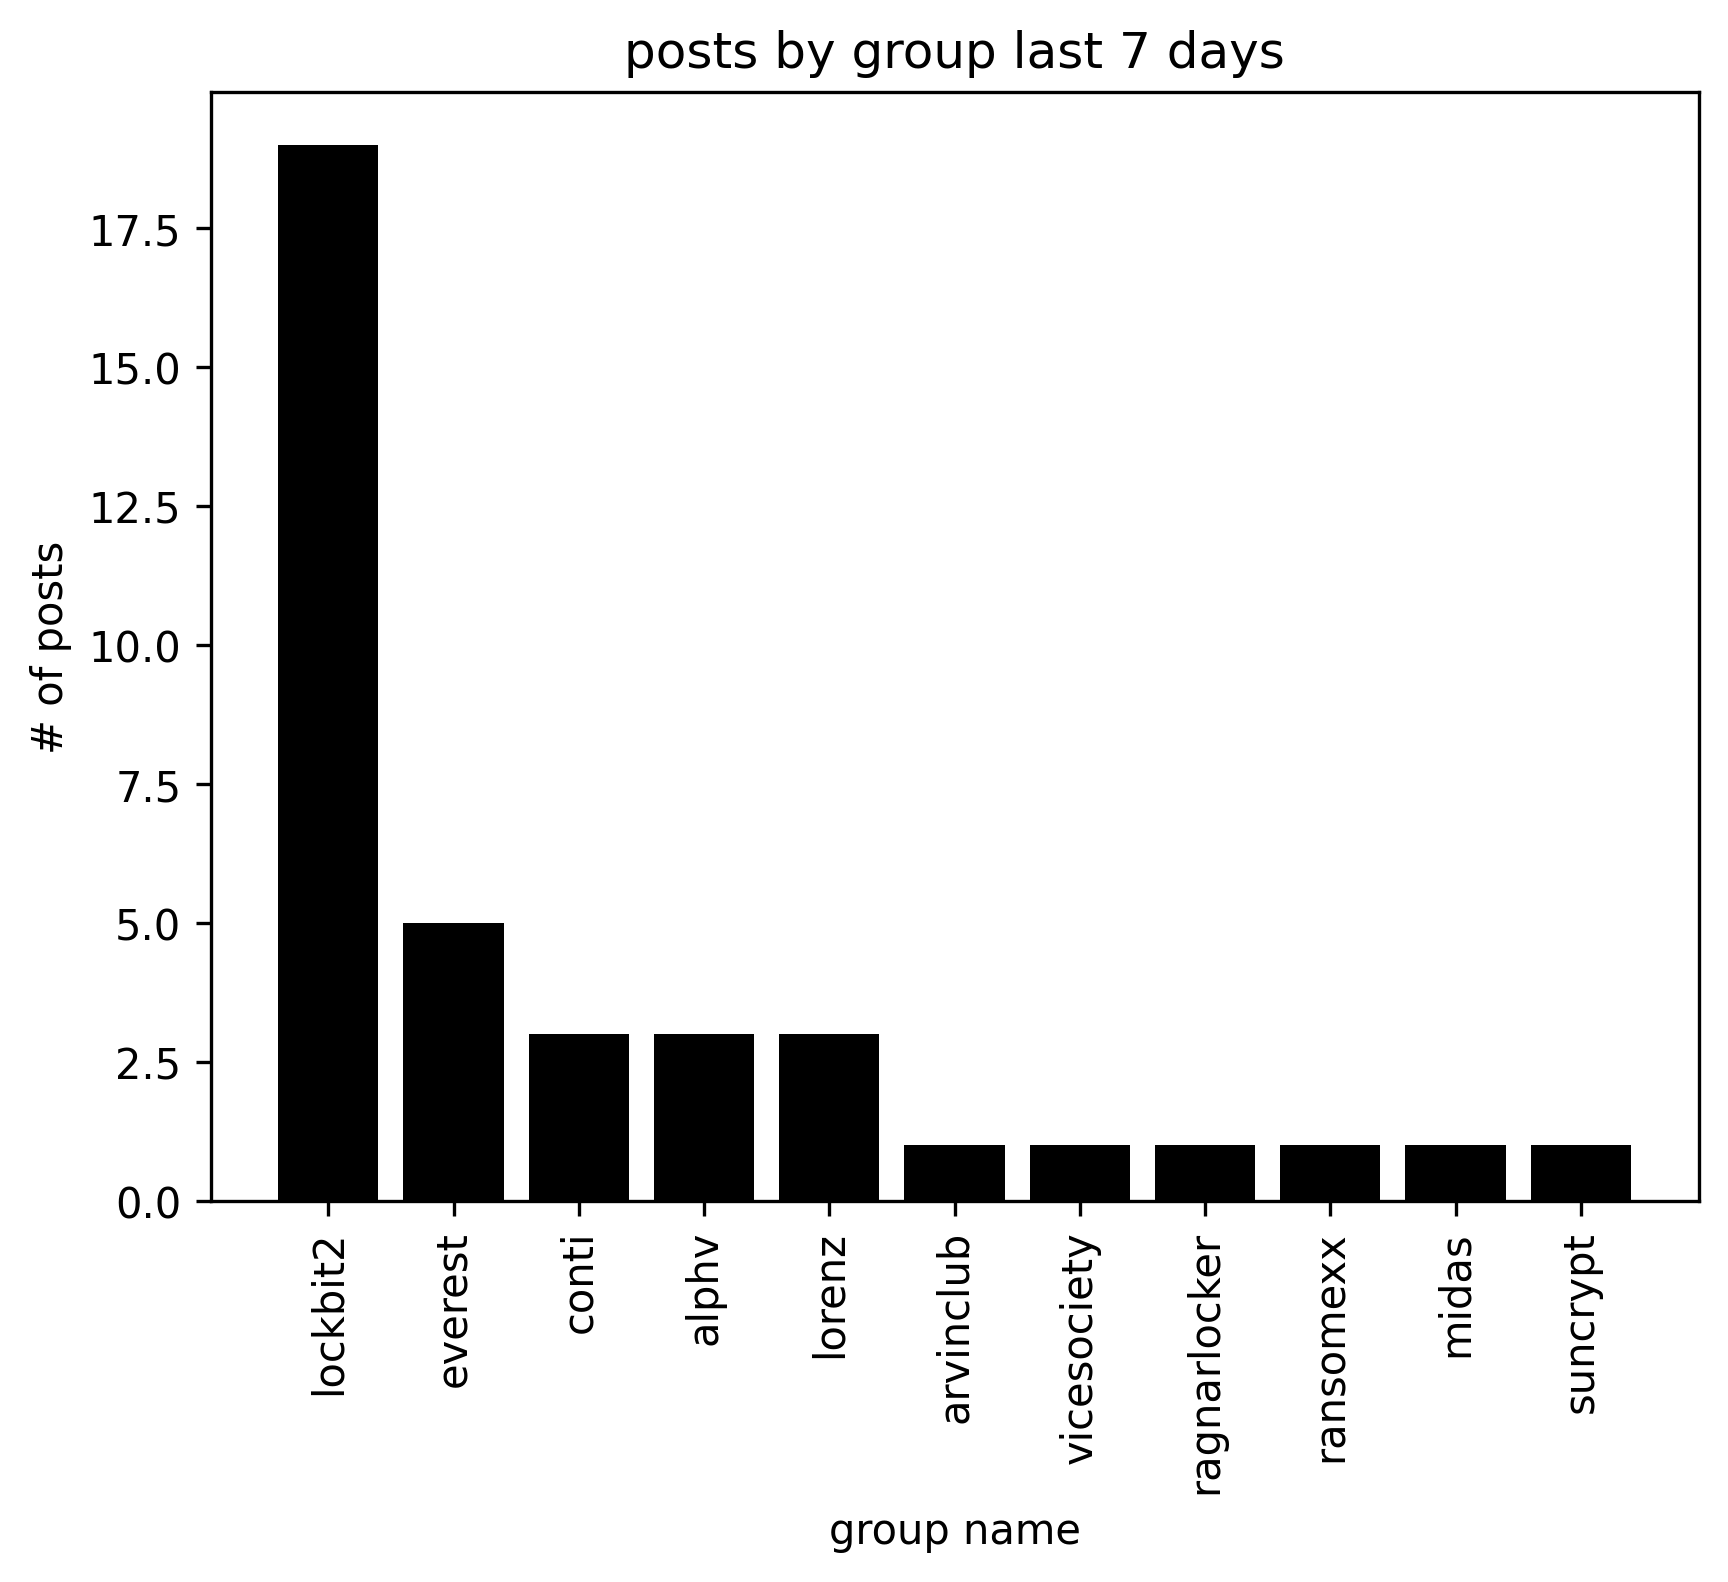 posts by group last 7 days
# of posts
17.5
15.0
12.5
10.0
7.5
5.0
2.5
0.0
lockbit2
everest
conti
alphv
lorenz
arvinclub
vicesociety
ragnarlocker
ransomexx
midas
suncrypt
group name